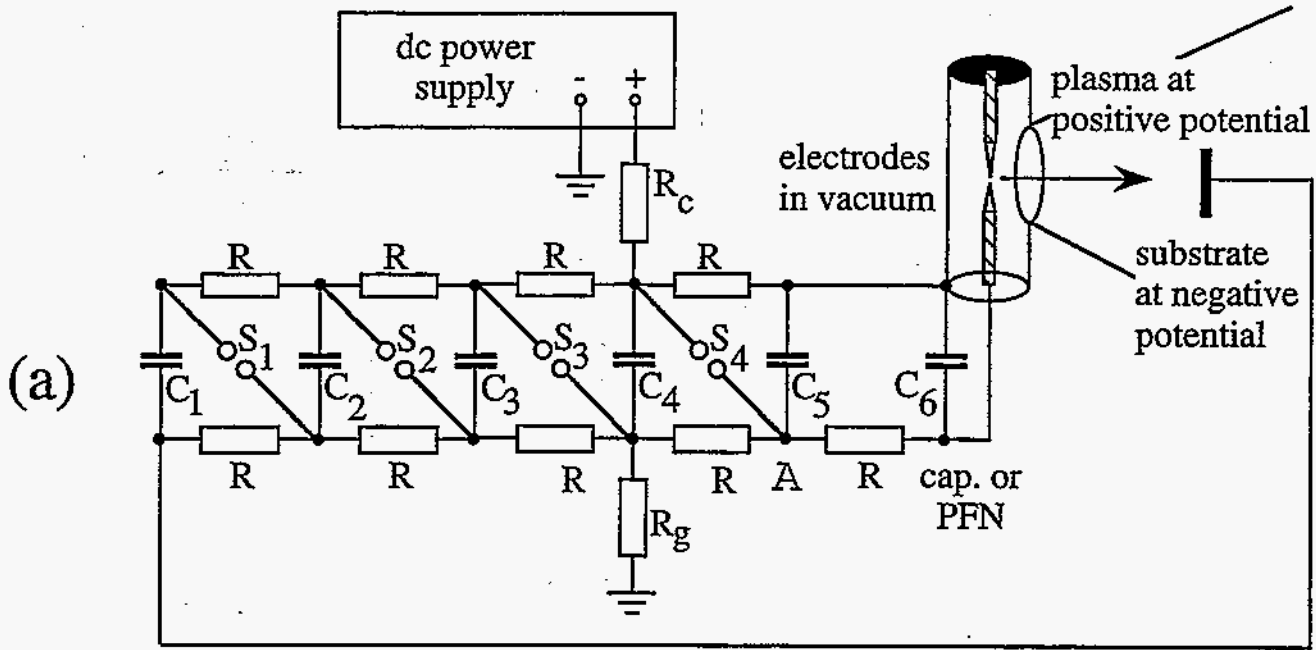 dc power
supply
- +
plasma at
positive potential
electrodes
in vacuum
R_c
R R R R
substrate
at negative
potential
(a)
C_1 S_1 C_2 S_2 C_3 S_3 C_4 S_4 C_5 C_6
R R R R A R
cap. or
PFN
R_g